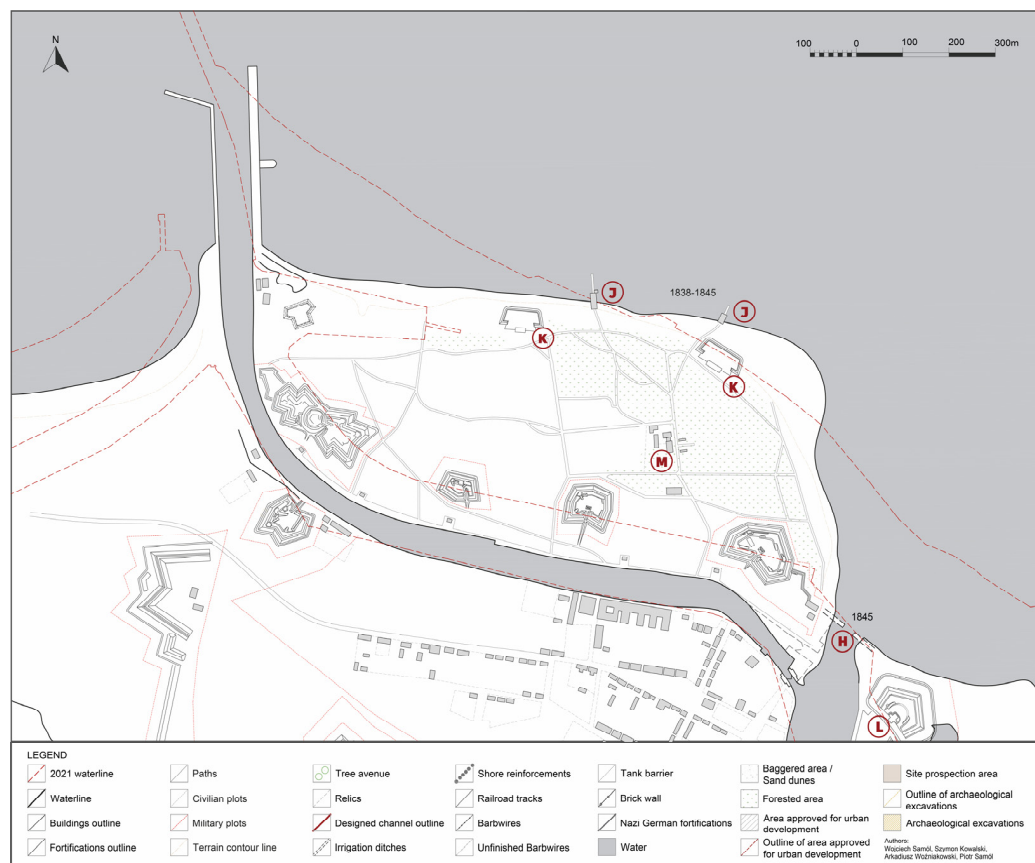 N
100 0 100 200 300m
J
1838-1845
J
K
K
M
1845
H
L
LEGEND
2021 waterline
Waterline
Buildings outline
Fortifications outline
Paths
Civilian plots
Military plots
Terrain contour line
Tree avenue
Relics
Designed channel outline
Irrigation ditches
Shore reinforcements
Railroad tracks
Barbwires
Unfinished Barbwires
Tank barrier
Brick wall
Nazi German fortifications
Water
Baggered area /
Sand dunes
Forested area
Area approved for urban
development
Outline of area approved
for urban development
Site prospection area
Outline of archaeological
excavations
Archaeological excavations
Authors:
Wojciech Samól, Szymon Kowalski,
Arkadiusz Woźniakowski, Piotr Samól